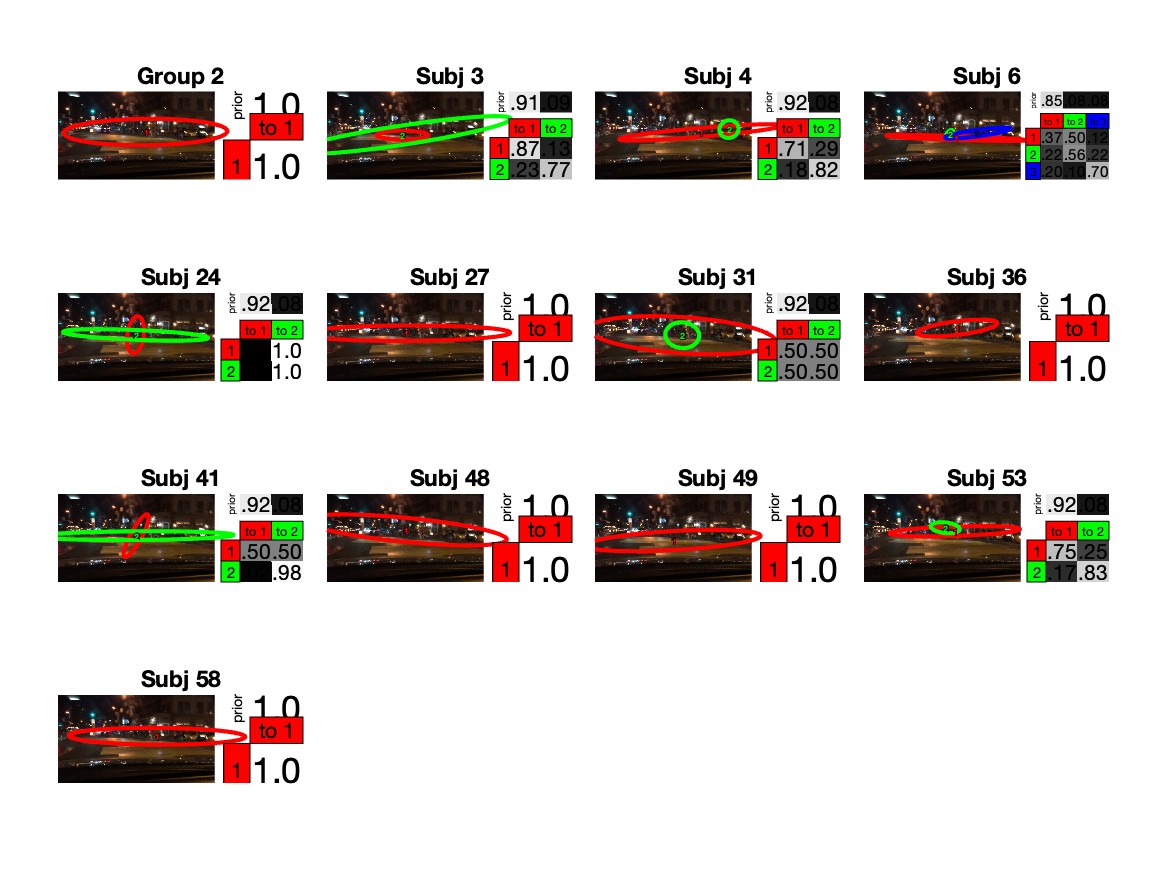 Group 2
prior 1.0
to 1
1 1.0
Subj 3
prior .91 .09
to 1 to 2
1 .87 .13
2 .23 .77
Subj 4
prior .92 .08
to 1 to 2
1 .71 .29
2 .18 .82
Subj 6
prior .85 .08 .08
to 1 to 2 to 3
1 .37 .50 .12
2 .22 .56 .22
3 .20 .10 .70
Subj 24
prior .92 .08
to 1 to 2
1 1.0
2 1.0
Subj 27
prior 1.0
to 1
1 1.0
Subj 31
prior .92 .08
to 1 to 2
1 .50 .50
2 .50 .50
Subj 36
prior 1.0
to 1
1 1.0
Subj 41
prior .92 .08
to 1 to 2
1 .50 .50
2 .98
Subj 48
prior 1.0
to 1
1 1.0
Subj 49
prior 1.0
to 1
1 1.0
Subj 53
prior .92 .08
to 1 to 2
1 .75 .25
2 .17 .83
Subj 58
prior 1.0
to 1
1 1.0